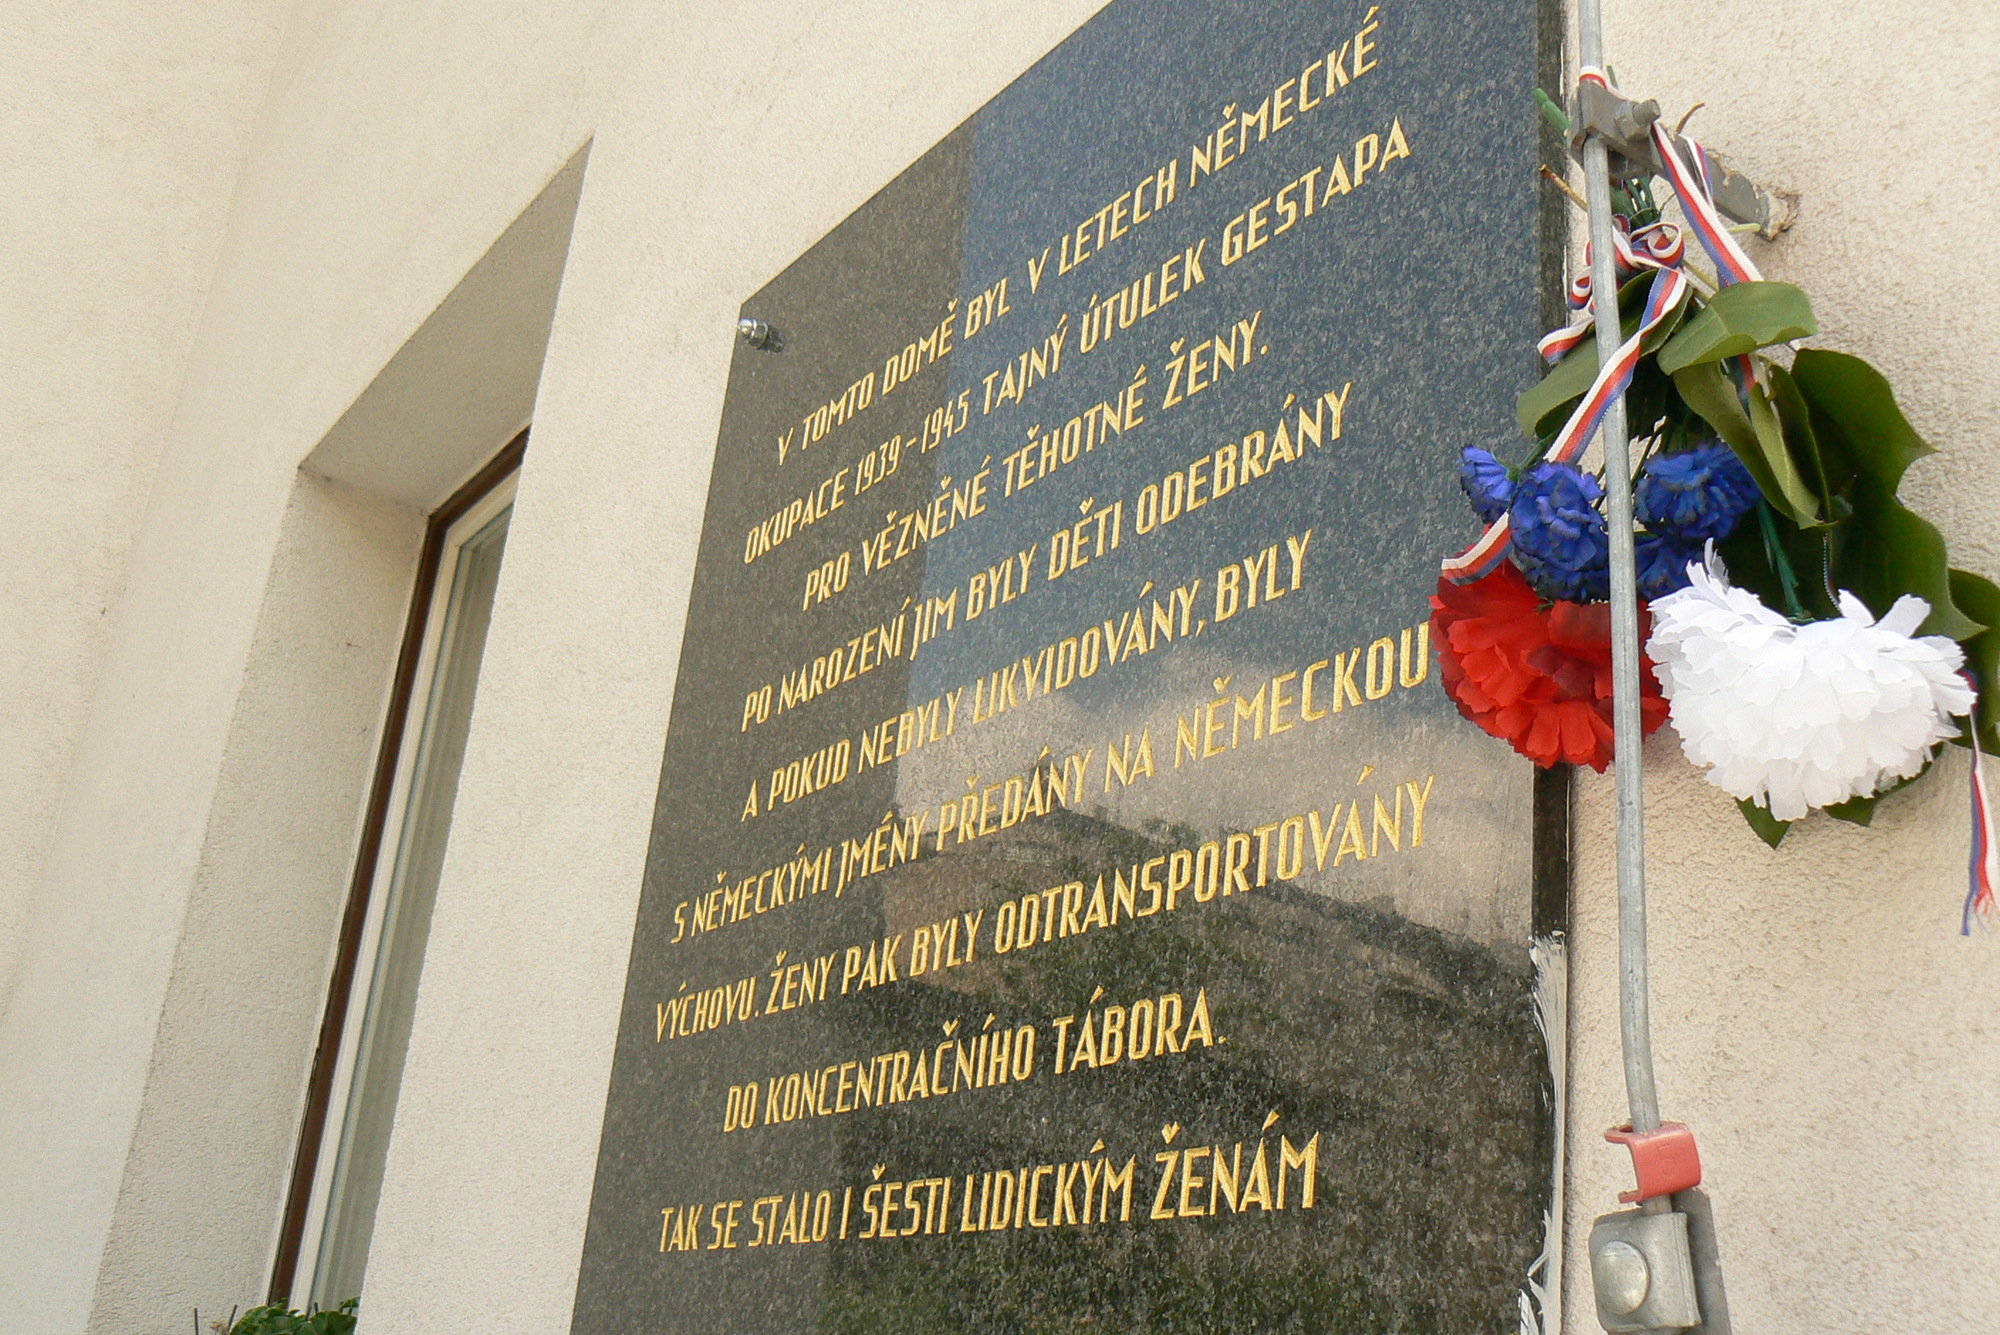 V TOMTO DOMĚ BYL V LETECH NĚMECKÉ
OKUPACE 1939-1945 TAJNÝ ÚTULEK GESTAPA
PRO VĚZNĚNÉ TĚHOTNÉ ŽENY.
PO NAROZENÍ JIM BYLY DĚTI ODEBRÁNY
A POKUD NEBYLY LIKVIDOVÁNY, BYLY
S NĚMECKÝMI JMÉNY PŘEDÁNY NA NĚMECKOU
VÝCHOVU. ŽENY PAK BYLY ODTRANSPORTOVÁNY
DO KONCENTRAČNÍHO TÁBORA.
TAK SE STALO I ŠESTI LIDICKÝM ŽENÁM